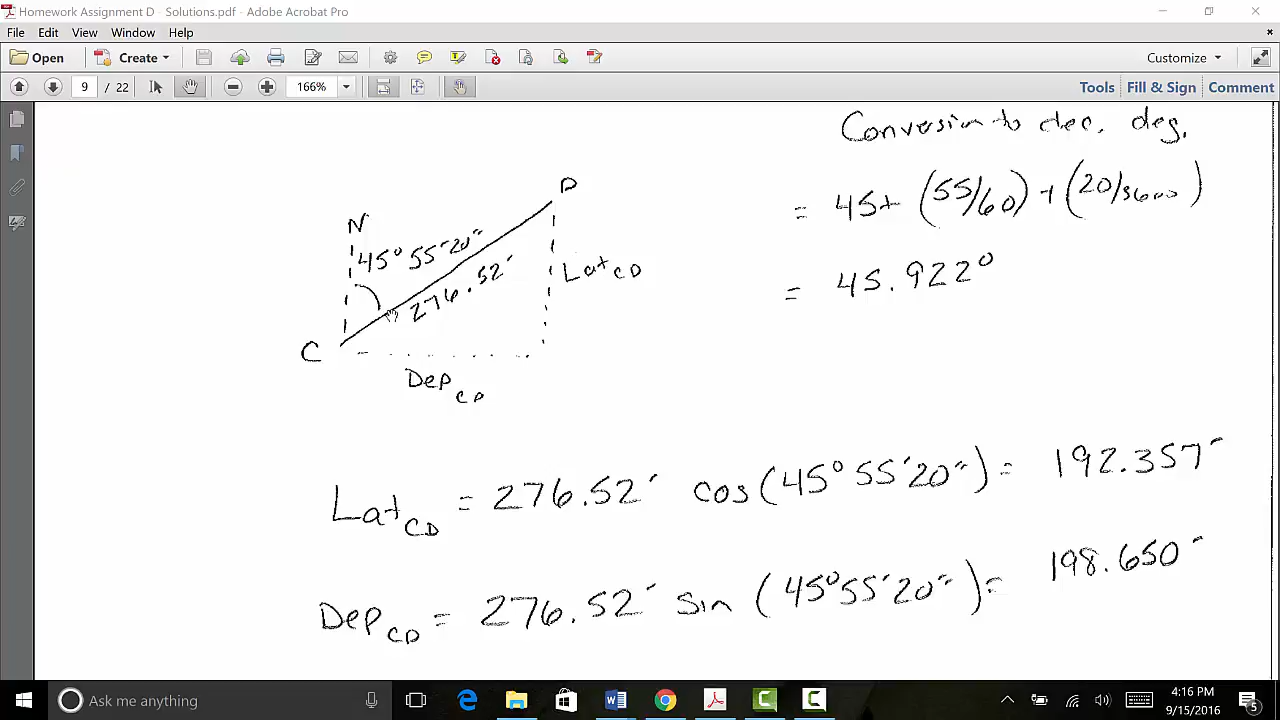 Homework Assignment D - Solutions.pdf - Adobe Acrobat Pro
File Edit View Window Help
Open Create Customize
9 / 22 166% Tools Fill & Sign Comment
Conversion to dec. deg.
= 45+ (55/60) + (20/3600)
= 45.922°
N
D
45° 55' 20"
276.52'
Lat CD
C
Dep CD
Lat CD = 276.52' cos(45° 55' 20") = 192.357'
Dep CD = 276.52' sin (45° 55' 20") = 198.650'
Ask me anything
4:16 PM
9/15/2016
5